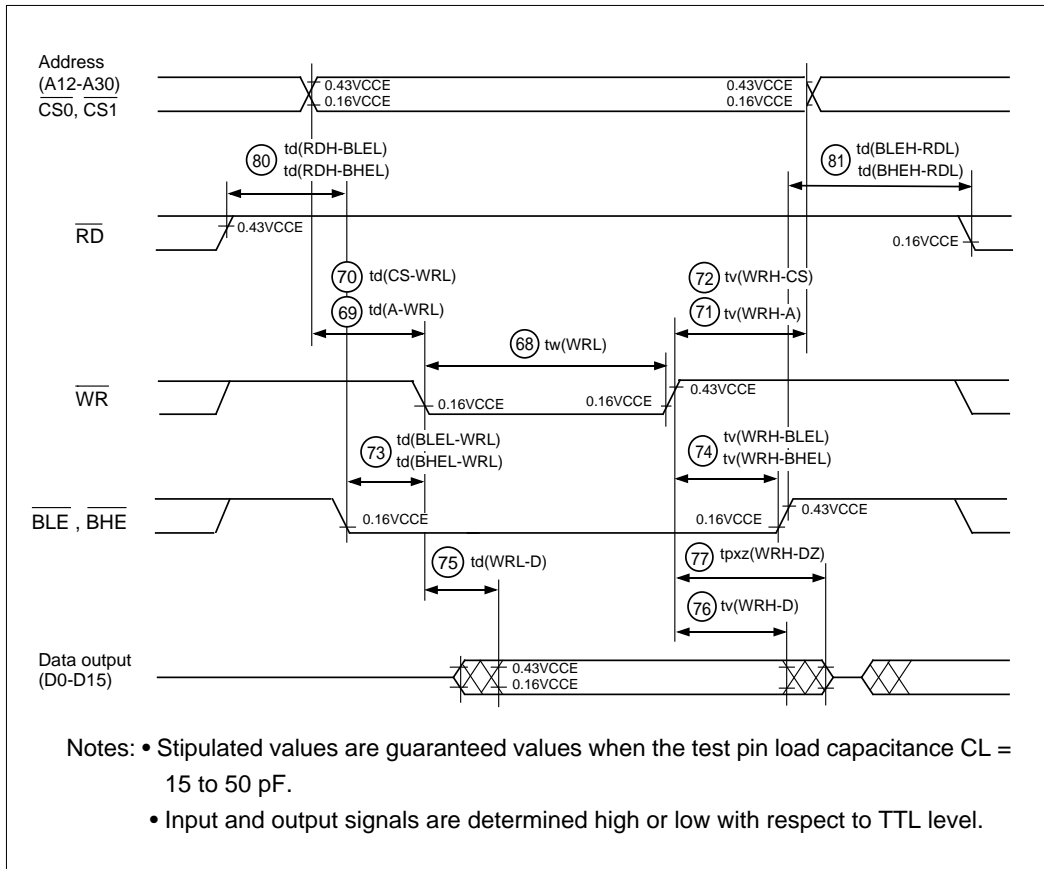 Address
(A12-A30)
CS0, CS1
0.43VCCE
0.16VCCE
0.43VCCE
0.16VCCE
80 td(RDH-BLEL)
td(RDH-BHEL)
81 td(BLEH-RDL)
td(BHEH-RDL)
RD
0.43VCCE
0.16VCCE
70 td(CS-WRL)
69 td(A-WRL)
72 tv(WRH-CS)
71 tv(WRH-A)
68 tw(WRL)
WR
0.16VCCE
0.16VCCE
0.43VCCE
73 td(BLEL-WRL)
td(BHEL-WRL)
74 tv(WRH-BLEL)
tv(WRH-BHEL)
BLE , BHE
0.16VCCE
0.16VCCE
0.43VCCE
75 td(WRL-D)
77 tpxz(WRH-DZ)
76 tv(WRH-D)
Data output
(D0-D15)
0.43VCCE
0.16VCCE
Notes: • Stipulated values are guaranteed values when the test pin load capacitance CL =
15 to 50 pF.
• Input and output signals are determined high or low with respect to TTL level.